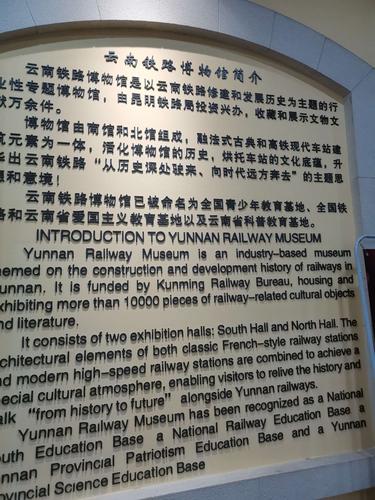 云南铁路博物馆简介
云南铁路博物馆是以云南铁路修建和发展历史为主题的行
业性专题博物馆，由昆明铁路局投资兴办，收藏和展示文物文
献万余件。
博物馆由南馆和北馆组成，融法式古典和高铁现代车站建
筑元素为一体，活化博物馆的历史，烘托车站的文化底蕴，升
华出云南铁路“从历史深处驶来、向时代远方奔去”的主题思
想和意境！
云南铁路博物馆已被命名为全国青少年教育基地、全国铁
路和云南省爱国主义教育基地以及云南省科普教育基地。
INTRODUCTION TO YUNNAN RAILWAY MUSEUM
Yunnan Railway Museum is an industry-based museum
hemed on the construction and development history of railways in
unnan. It is funded by Kunming Railway Bureau, housing and
xhibiting more than 10000 pieces of railway-related cultural objects
nd literature.
It consists of two exhibition halls: South Hall and North Hall. The
rchitectural elements of both classic French-style railway stations
nd modern high-speed railway stations are combined to achieve a
pecial cultural atmosphere, enabling visitors to relive the history and
alk “from history to future” alongside Yunnan railways.
Yunnan Railway Museum has been recognized as a National
outh Education Base a National Railway Education Base a
unnan Provincial Patriotism Education Base and a Yunnan
rovincial Science Education Base